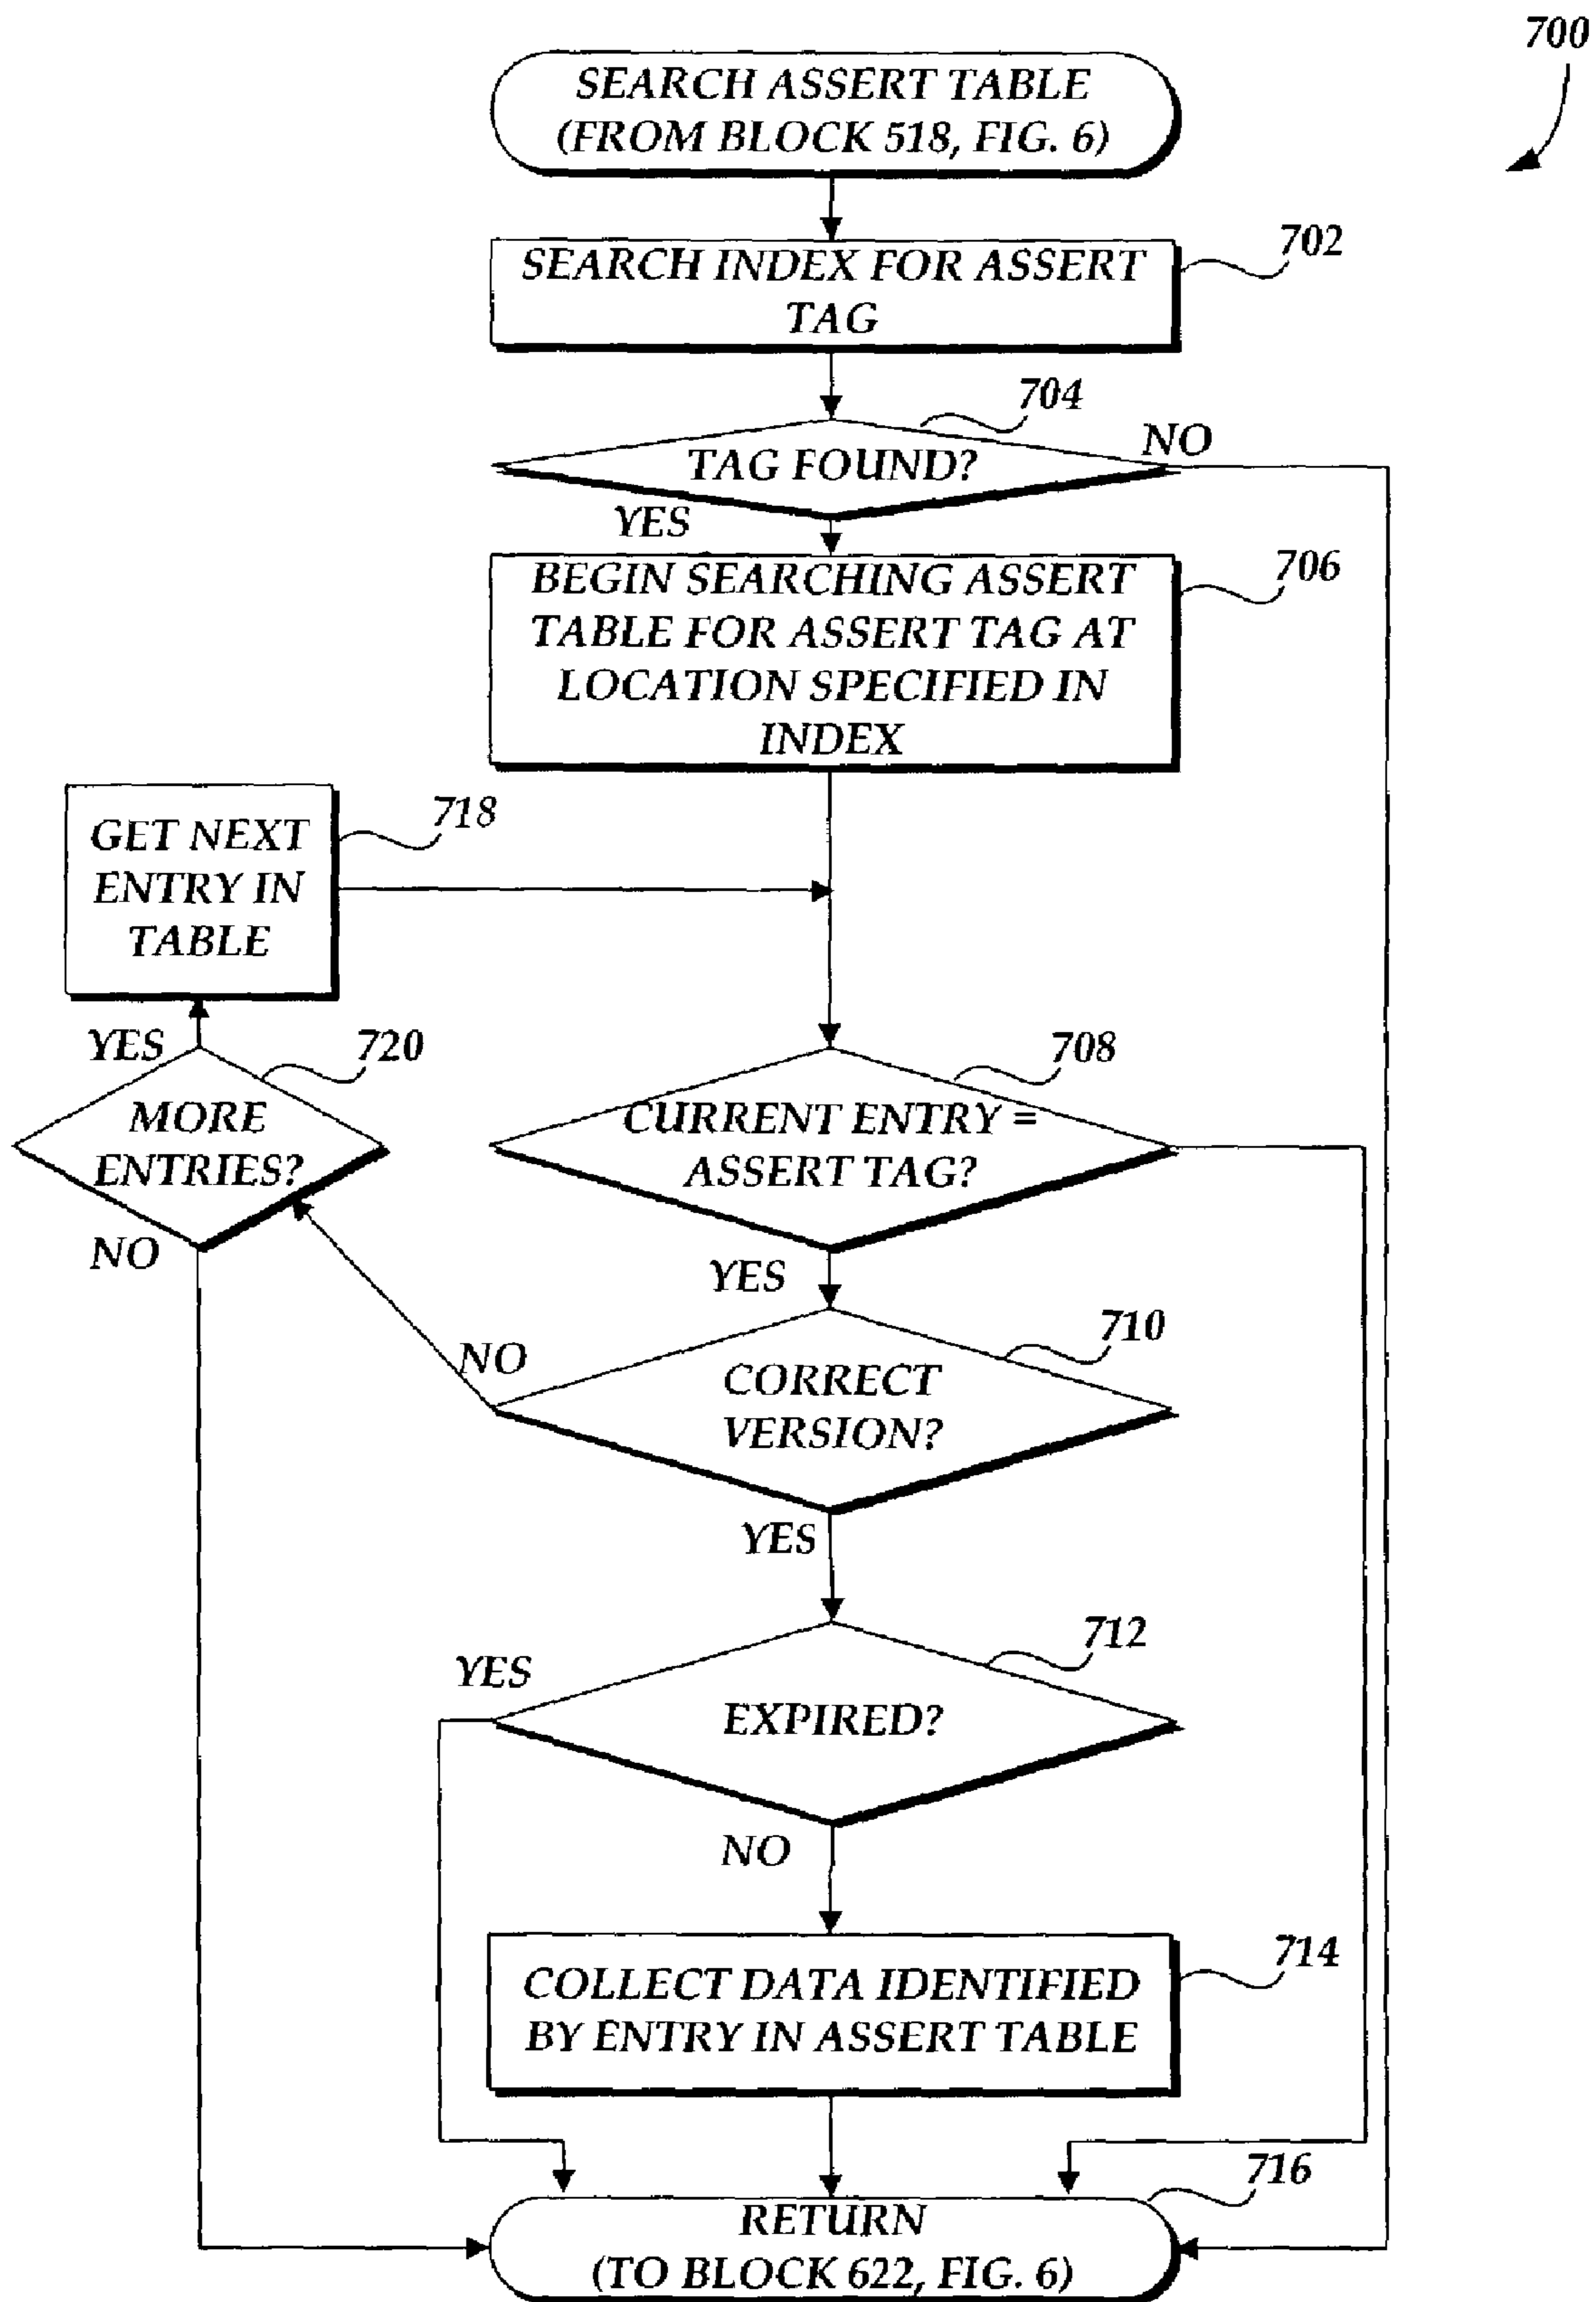 700
SEARCH ASSERT TABLE
(FROM BLOCK 518, FIG. 6)
702
SEARCH INDEX FOR ASSERT
TAG
704
TAG FOUND?
NO
YES
706
BEGIN SEARCHING ASSERT
TABLE FOR ASSERT TAG AT
LOCATION SPECIFIED IN
INDEX
718
GET NEXT
ENTRY IN
TABLE
YES
720
MORE
ENTRIES?
NO
708
CURRENT ENTRY =
ASSERT TAG?
YES
710
NO
CORRECT
VERSION?
YES
712
YES
EXPIRED?
NO
714
COLLECT DATA IDENTIFIED
BY ENTRY IN ASSERT TABLE
716
RETURN
(TO BLOCK 622, FIG. 6)